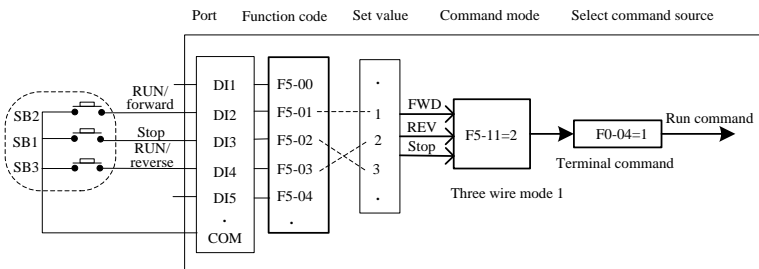 Port Function code Set value Command mode Select command source
RUN/
forward
Stop
RUN/
reverse
SB2
SB1
SB3
DI1
DI2
DI3
DI4
DI5
.
COM
F5-00
F5-01
F5-02
F5-03
F5-04
.
.
1
2
3
.
FWD
REV
Stop
F5-11=2
Three wire mode 1
F0-04=1
Terminal command
Run command